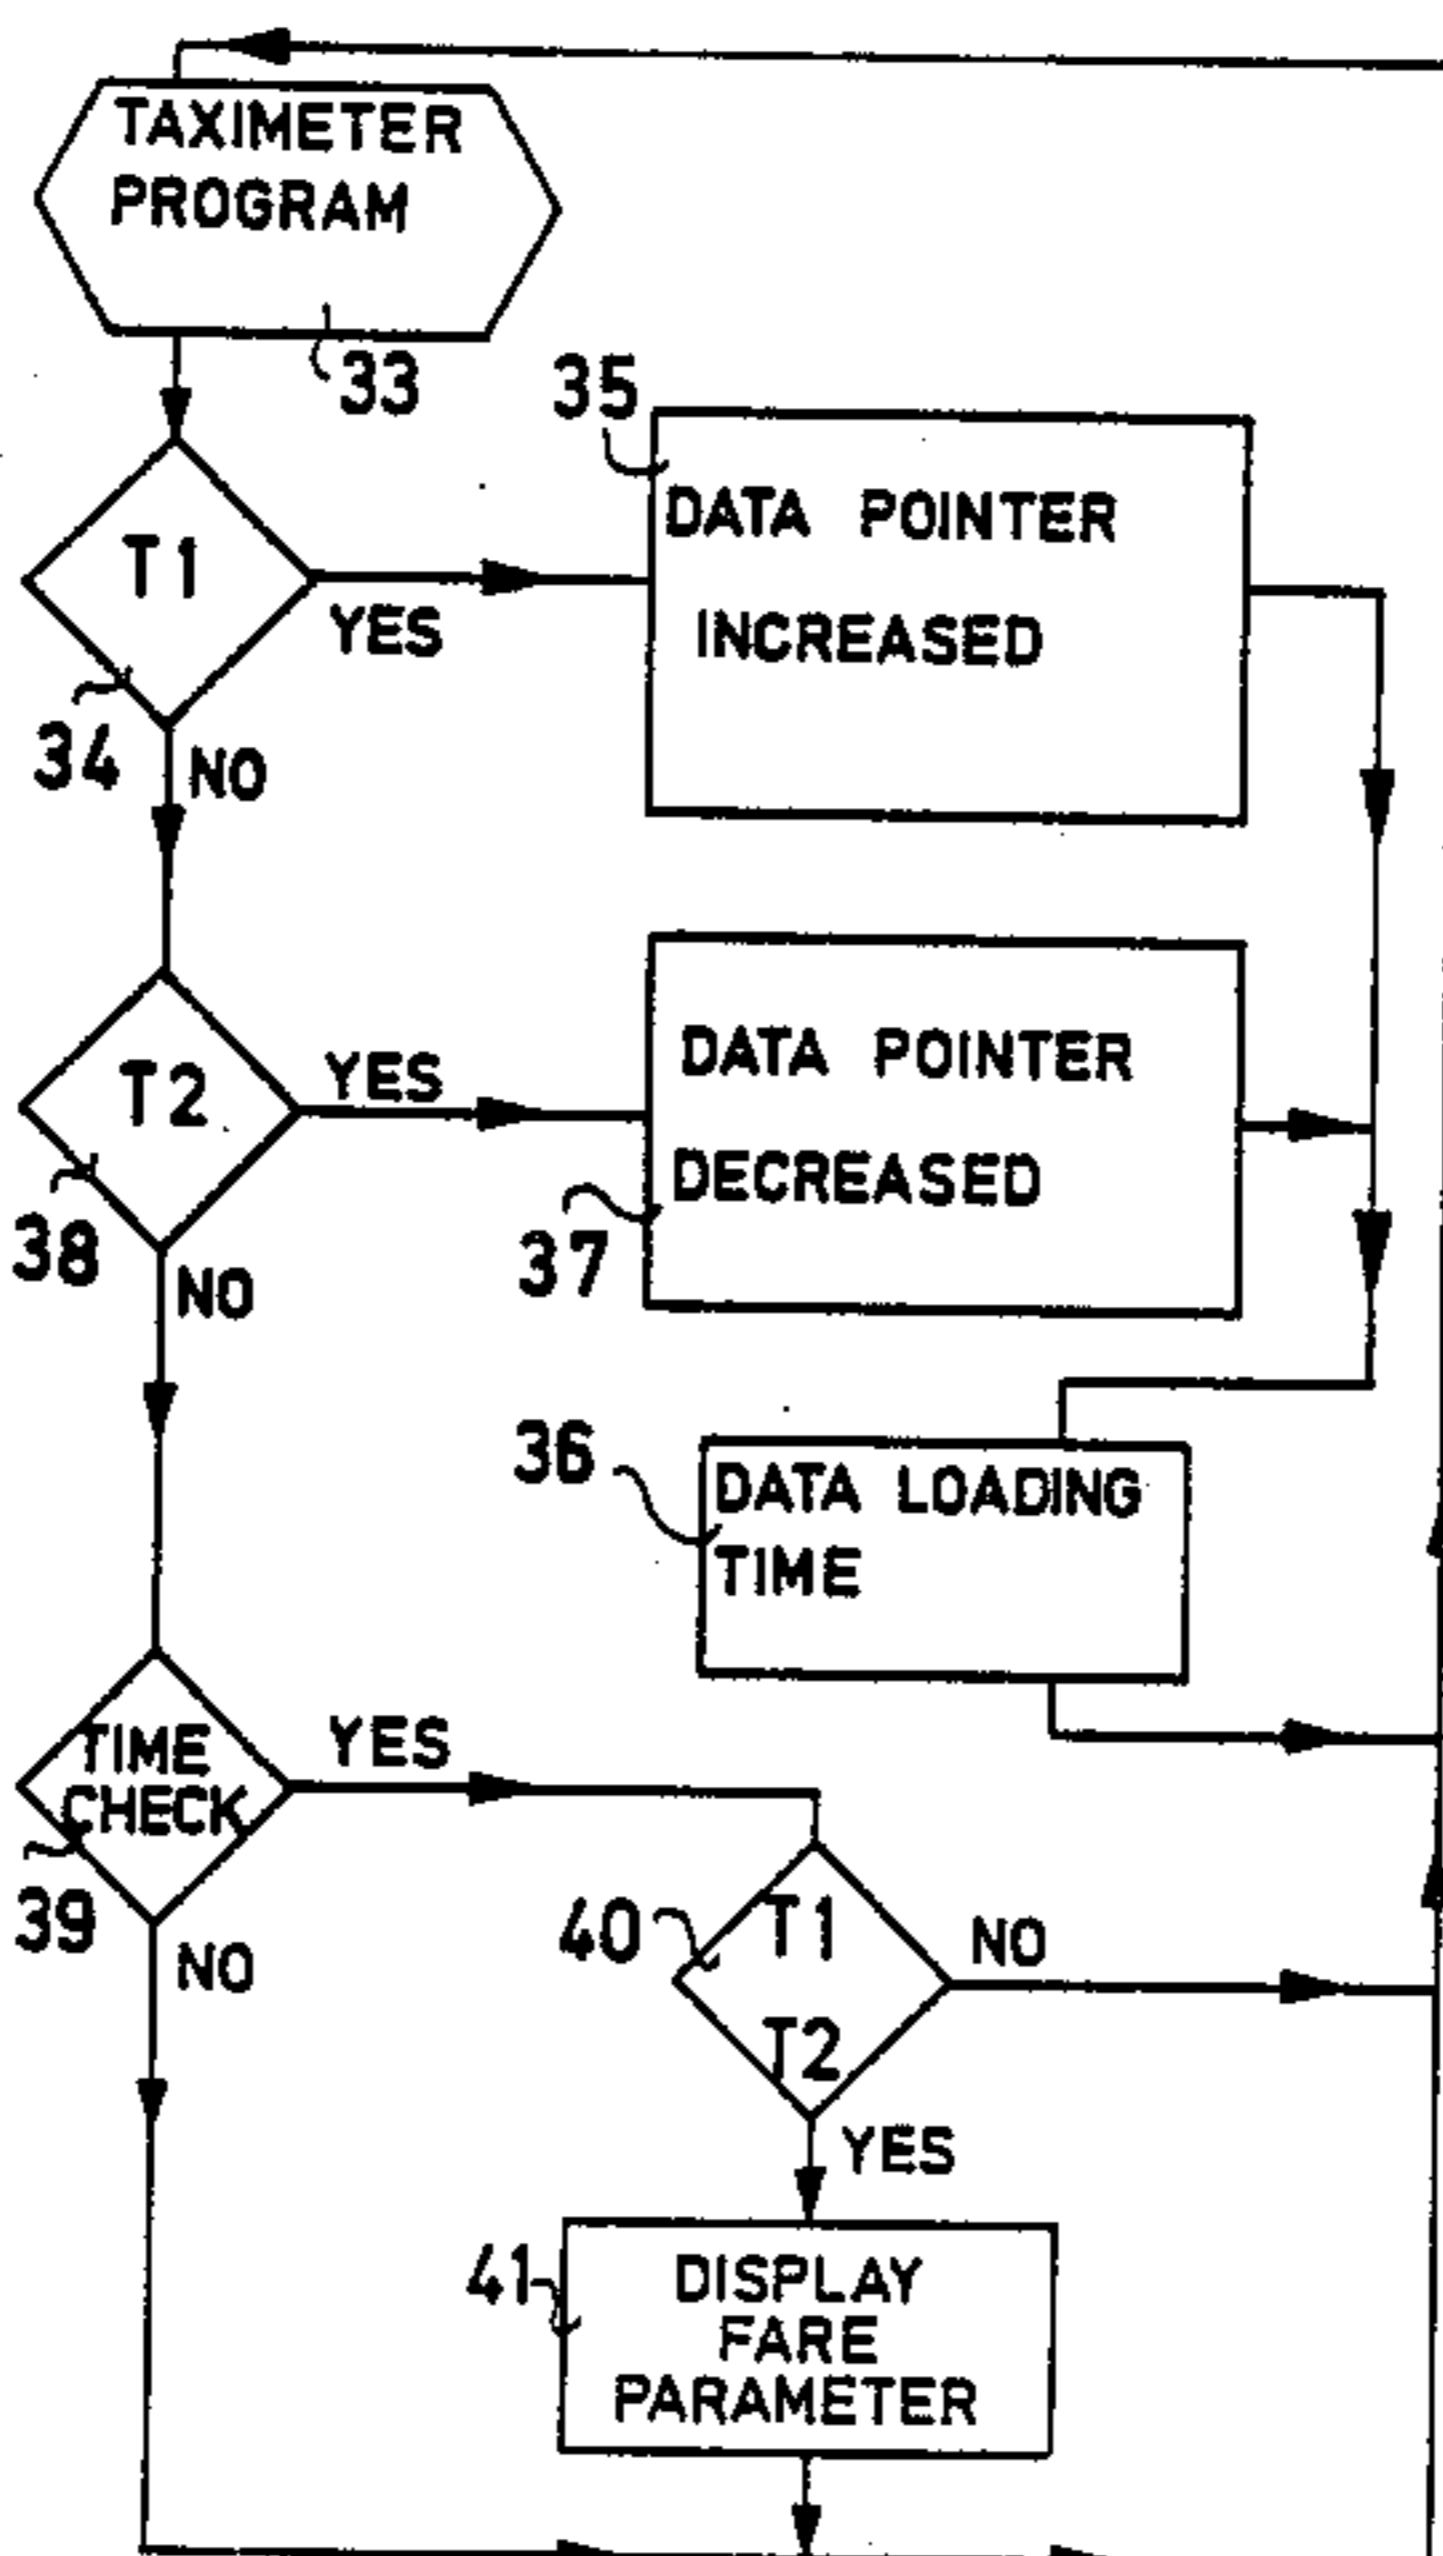 TAXIMETER
PROGRAM
33
35
DATA POINTER
INCREASED
T1
YES
34
NO
DATA POINTER
DECREASED
T2
YES
38
37
NO
36
DATA LOADING
TIME
TIME
CHECK
YES
39
NO
40
T1
T2
NO
YES
41
DISPLAY
FARE
PARAMETER